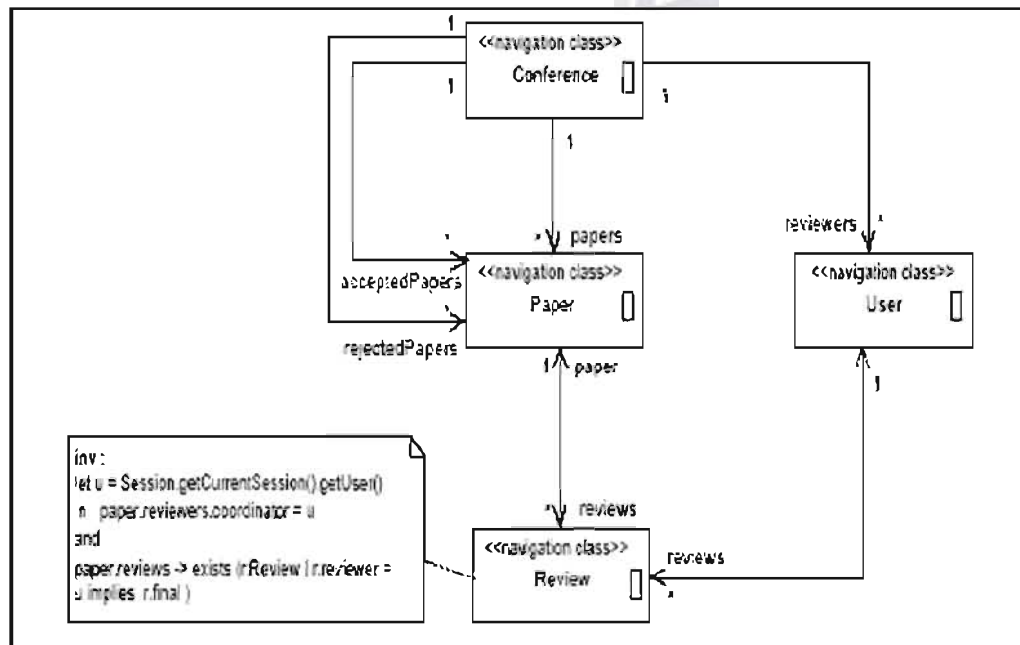 1
<<navigation class>>
Conference
1
1
1
reviewers *
* papers
*
acceptedPapers
<<navigation class>>
Paper
<<navigation class>>
User
*
rejectedPapers
1 paper
1
inv :
let u = Session.getCurrentSession().getUser()
in paper.reviewers.coordinator = u
and
paper.reviews -> exists (r:Review | r.reviewer =
u implies r.final )
* reviews
<<navigation class>>
Review
reviews
*